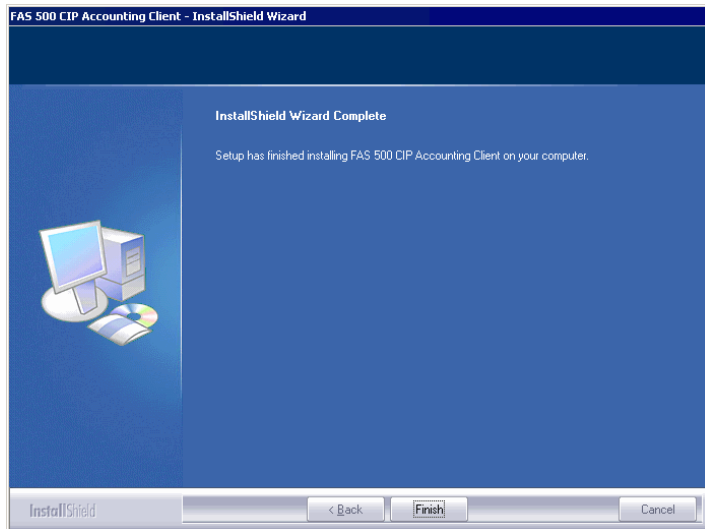 FAS 500 CIP Accounting Client - InstallShield Wizard
InstallShield Wizard Complete
Setup has finished installing FAS 500 CIP Accounting Client on your computer.
InstallShield
< Back
Finish
Cancel